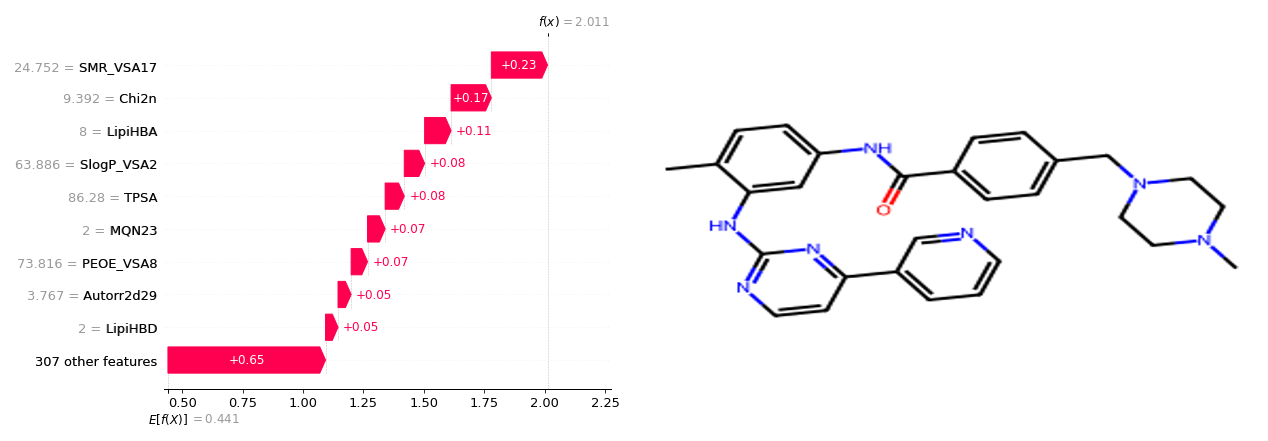 f(x) = 2.011
24.752 = SMR_VSA17
+0.23
9.392 = Chi2n
+0.17
8 = LipiHBA
+0.11
63.886 = SlogP_VSA2
+0.08
86.28 = TPSA
+0.08
2 = MQN23
+0.07
73.816 = PEOE_VSA8
+0.07
3.767 = Autorr2d29
+0.05
2 = LipiHBD
+0.05
307 other features
+0.65
0.50 0.75 1.00 1.25 1.50 1.75 2.00 2.25
E[f(X)] = 0.441
NH
O
N
N
HN
N
N
N